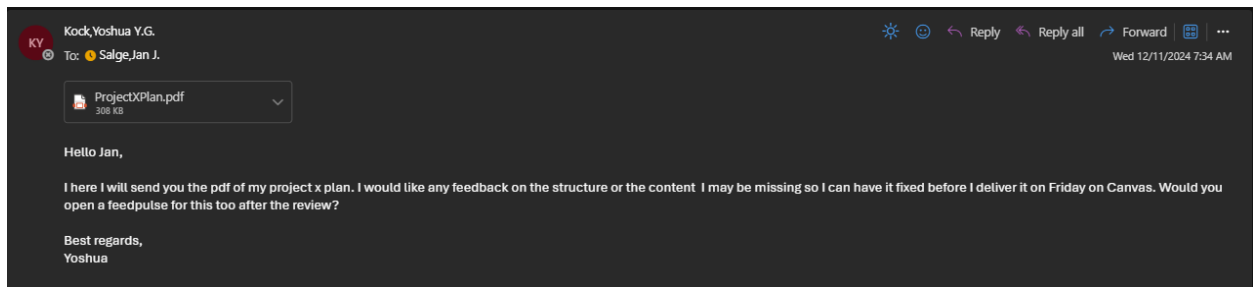 KY
Kock,Yoshua Y.G.
To: Salge,Jan J.
Reply
Reply all
Forward
Wed 12/11/2024 7:34 AM
ProjectXPlan.pdf
308 KB
Hello Jan,
I here I will send you the pdf of my project x plan. I would like any feedback on the structure or the content I may be missing so I can have it fixed before I deliver it on Friday on Canvas. Would you
open a feedpulse for this too after the review?
Best regards,
Yoshua